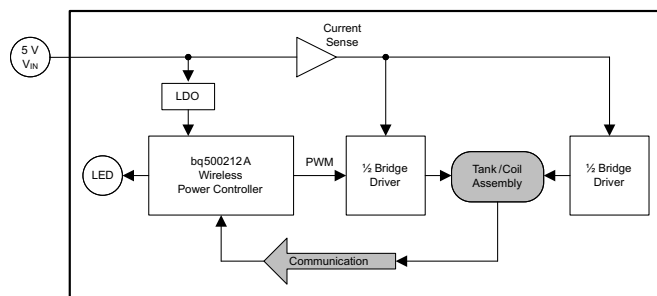 Current
Sense
5 V
VIN
LDO
bq500212A
Wireless
Power Controller
LED
PWM
½ Bridge
Driver
Tank/Coil
Assembly
½ Bridge
Driver
Communication